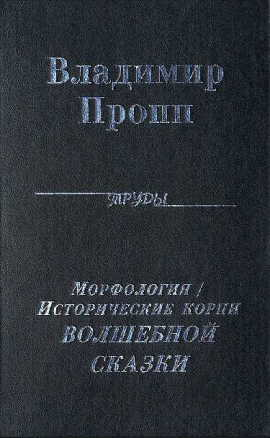 Владимир
Пропп
ТРУДЫ
Морфология /
Исторические корни
ВОЛШЕБНОЙ
СКАЗКИ